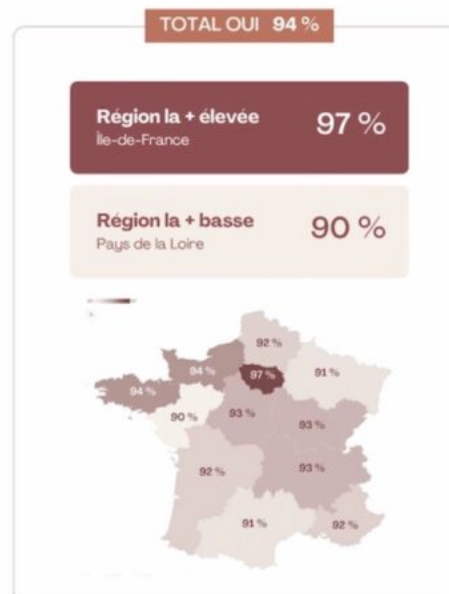 TOTAL OUI 94 %
Région la + élevée
Île-de-France
97 %
Région la + basse
Pays de la Loire
90 %
92 %
94 %
97 %
91 %
94 %
90 %
93 %
93 %
92 %
93 %
91 %
92 %